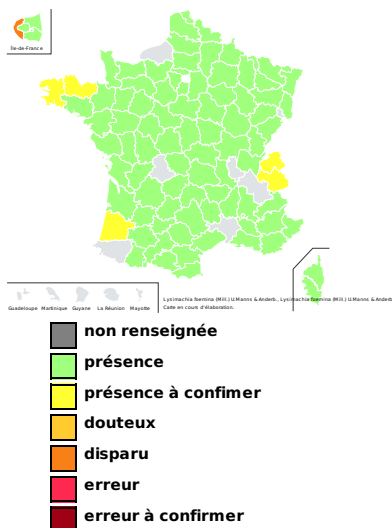 Île-de-France
Lysimachia foemina (Mill.) U.Manns & Anderb., Lysimachia foemina (Mill.) U.Manns & Anderb
Carte en cours d'élaboration.
Guadeloupe Martinique Guyane La Réunion Mayotte
non renseignée
présence
présence à confimer
douteux
disparu
erreur
erreur à confirmer